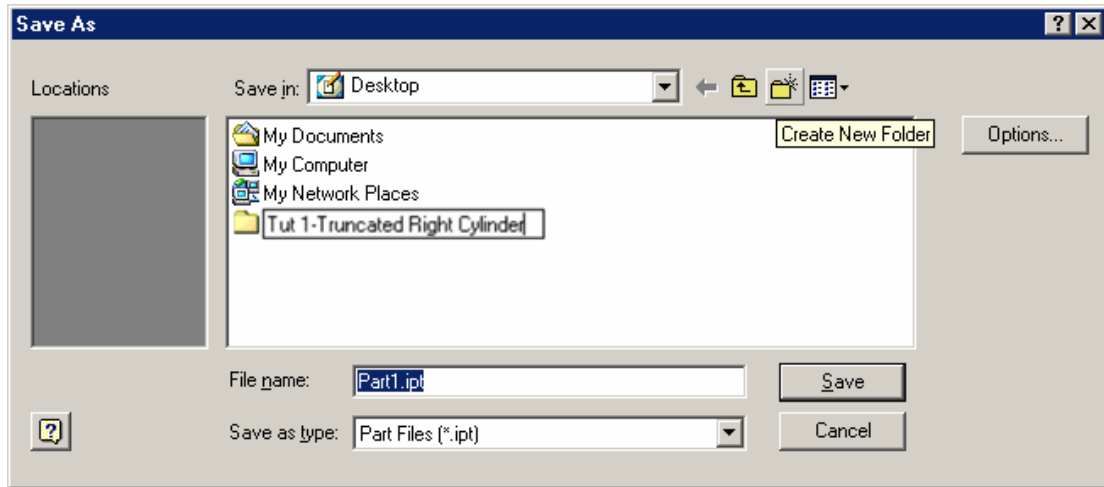 Save As
Locations
Save in: Desktop
My Documents
Create New Folder
Options...
My Computer
My Network Places
Tut 1-Truncated Right Cylinder
File name: Part1.ipt
Save
Save as type: Part Files (*.ipt)
Cancel